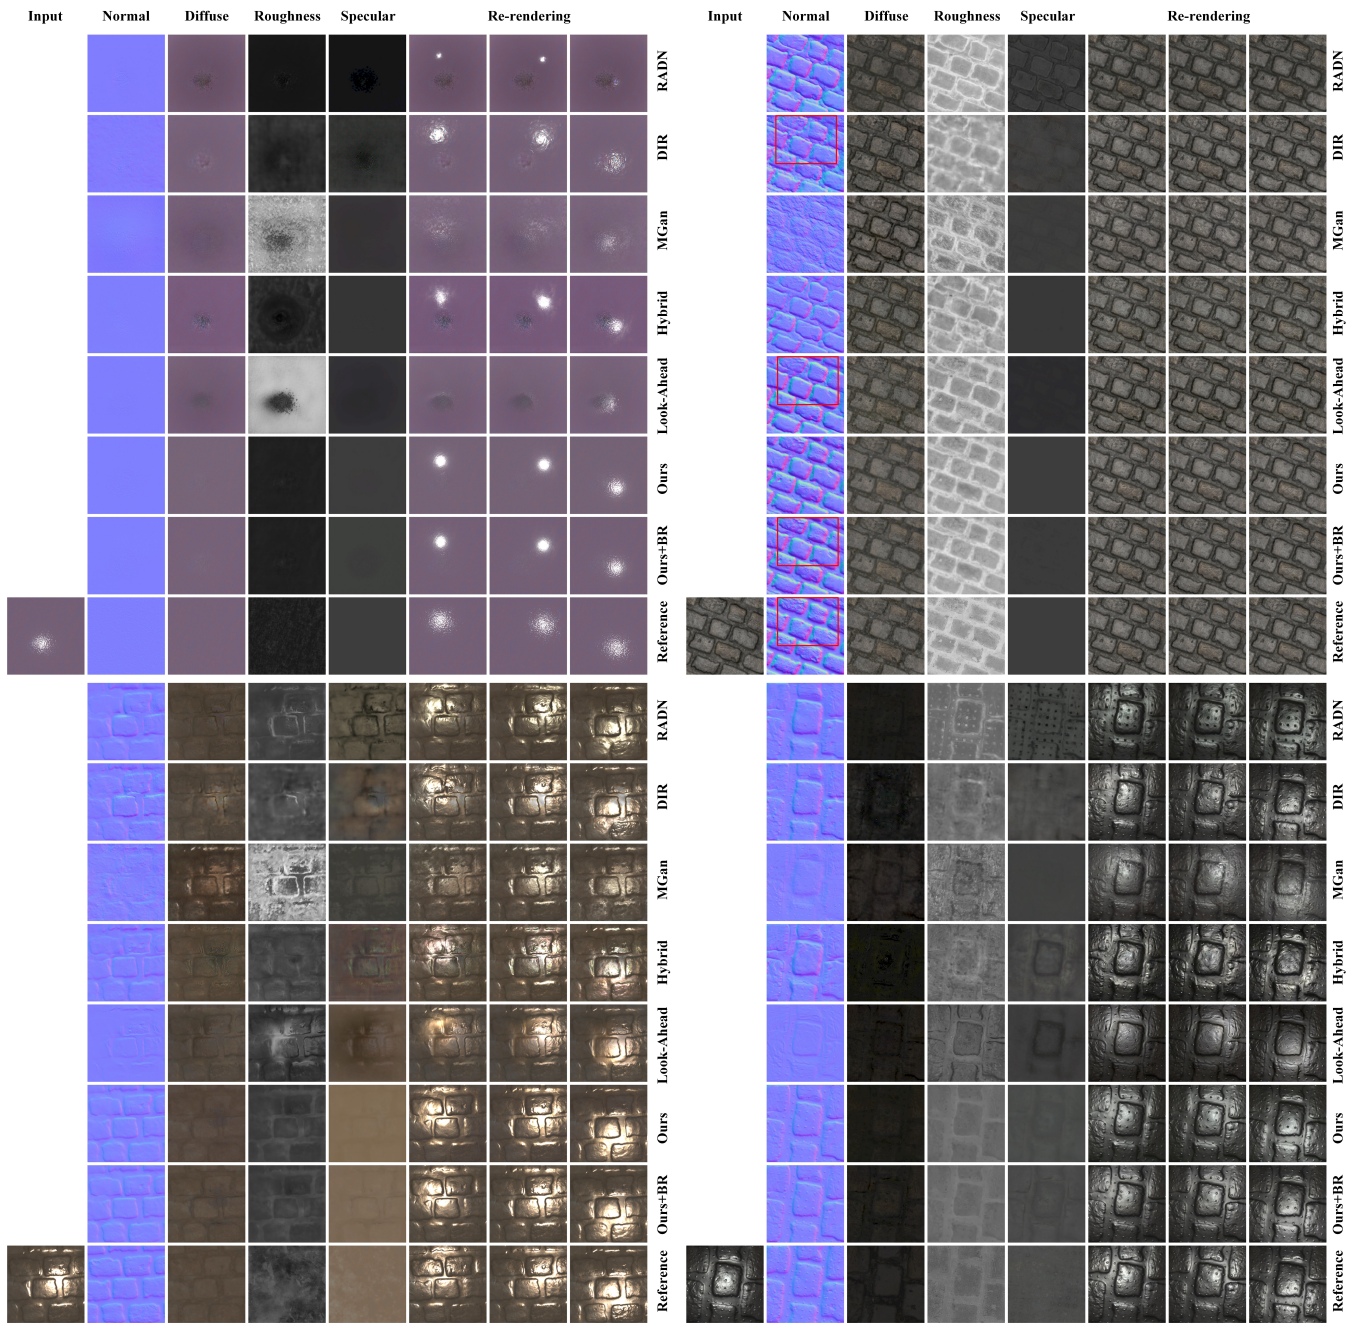 Input Normal Diffuse Roughness Specular Re-rendering
Input Normal Diffuse Roughness Specular Re-rendering
RADN
DIR
MGan
Hybrid
Look-Ahead
Ours
Ours+BR
Reference
RADN
DIR
MGan
Hybrid
Look-Ahead
Ours
Ours+BR
Reference
RADN
DIR
MGan
Hybrid
Look-Ahead
Ours
Ours+BR
Reference
RADN
DIR
MGan
Hybrid
Look-Ahead
Ours
Ours+BR
Reference